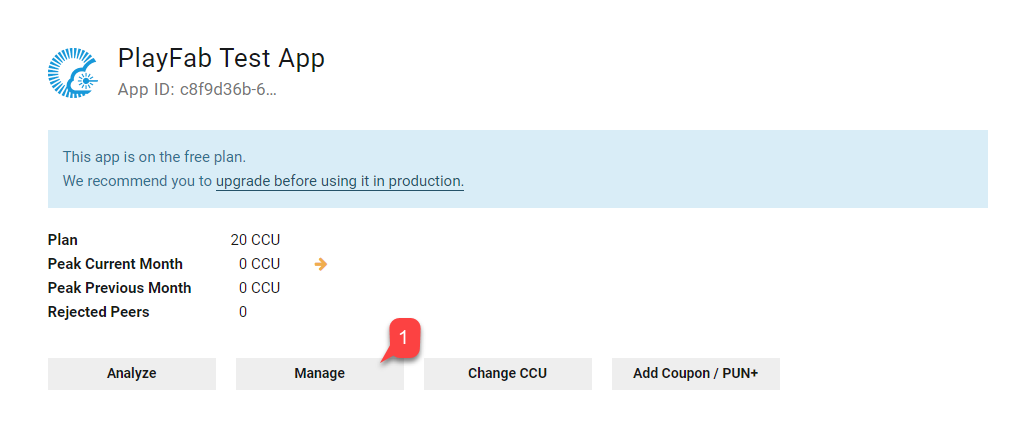 PlayFab Test App
App ID: c8f9d36b-6...
This app is on the free plan.
We recommend you to upgrade before using it in production.
Plan 20 CCU
Peak Current Month 0 CCU
Peak Previous Month 0 CCU
Rejected Peers 0
1
Analyze Manage Change CCU Add Coupon / PUN+